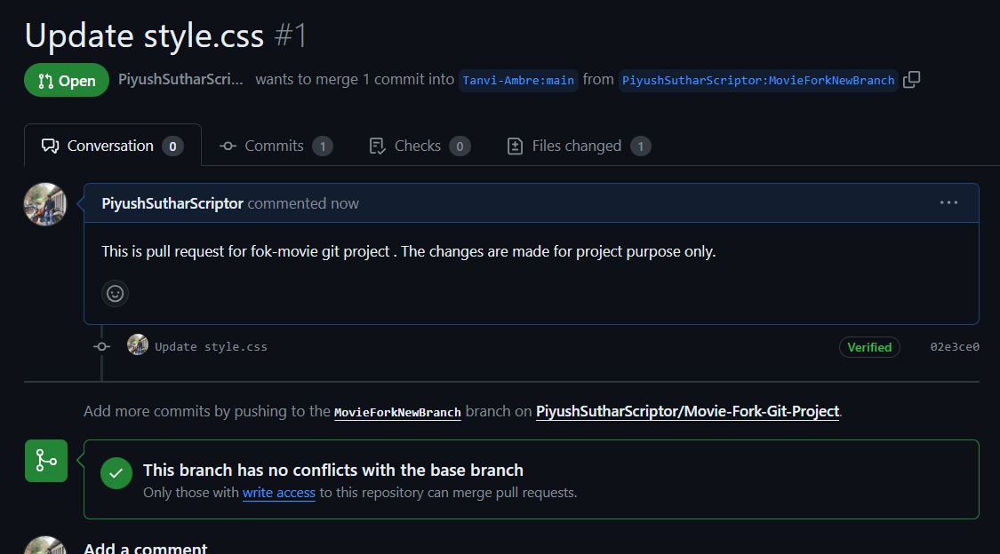 Update style.css #1
Open PiyushSutharScri... wants to merge 1 commit into Tanvi-Ambre:main from PiyushSutharScriptor:MovieForkNewBranch
Conversation 0 Commits 1 Checks 0 Files changed 1
PiyushSutharScriptor commented now
This is pull request for fok-movie git project . The changes are made for project purpose only.
Update style.css Verified 02e3ce0
Add more commits by pushing to the MovieForkNewBranch branch on PiyushSutharScriptor/Movie-Fork-Git-Project.
This branch has no conflicts with the base branch
Only those with write access to this repository can merge pull requests.
Add a comment